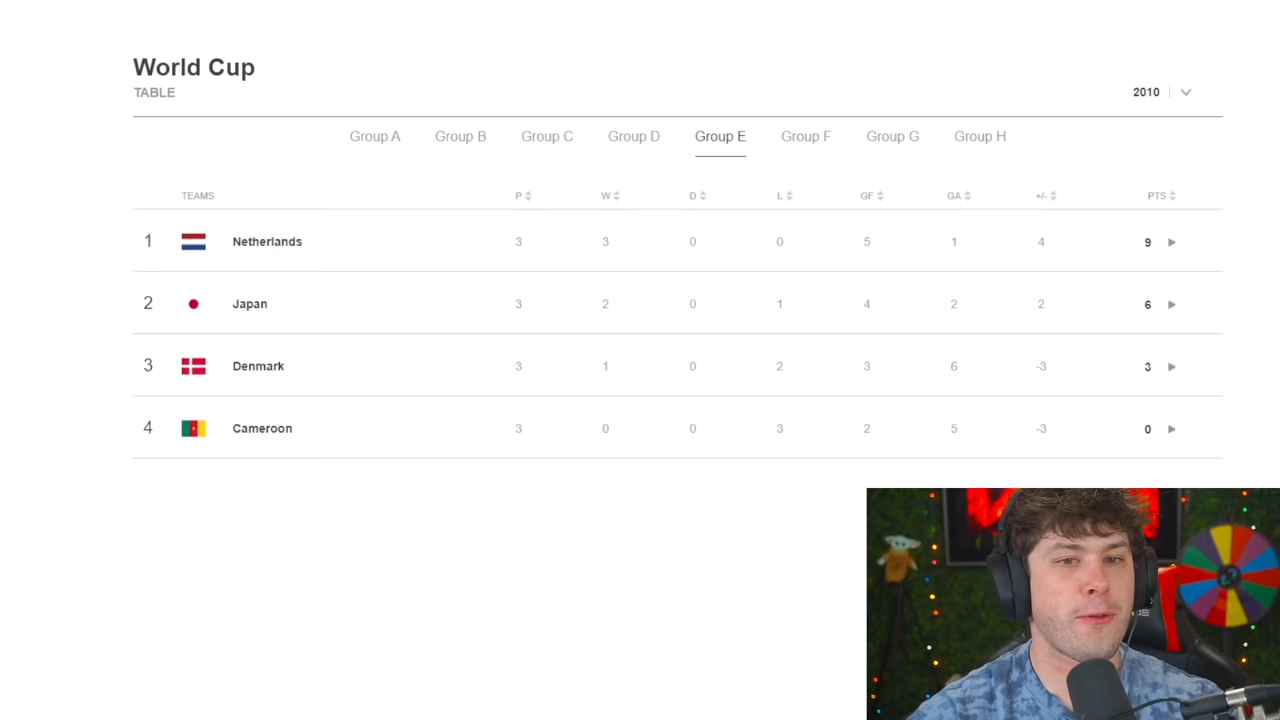 World Cup
TABLE
2010
Group A Group B Group C Group D Group E Group F Group G Group H
TEAMS P W D L GF GA +/- PTS
1 Netherlands 3 3 0 0 5 1 4 9
2 Japan 3 2 0 1 4 2 2 6
3 Denmark 3 1 0 2 3 6 -3 3
4 Cameroon 3 0 0 3 2 5 -3 0